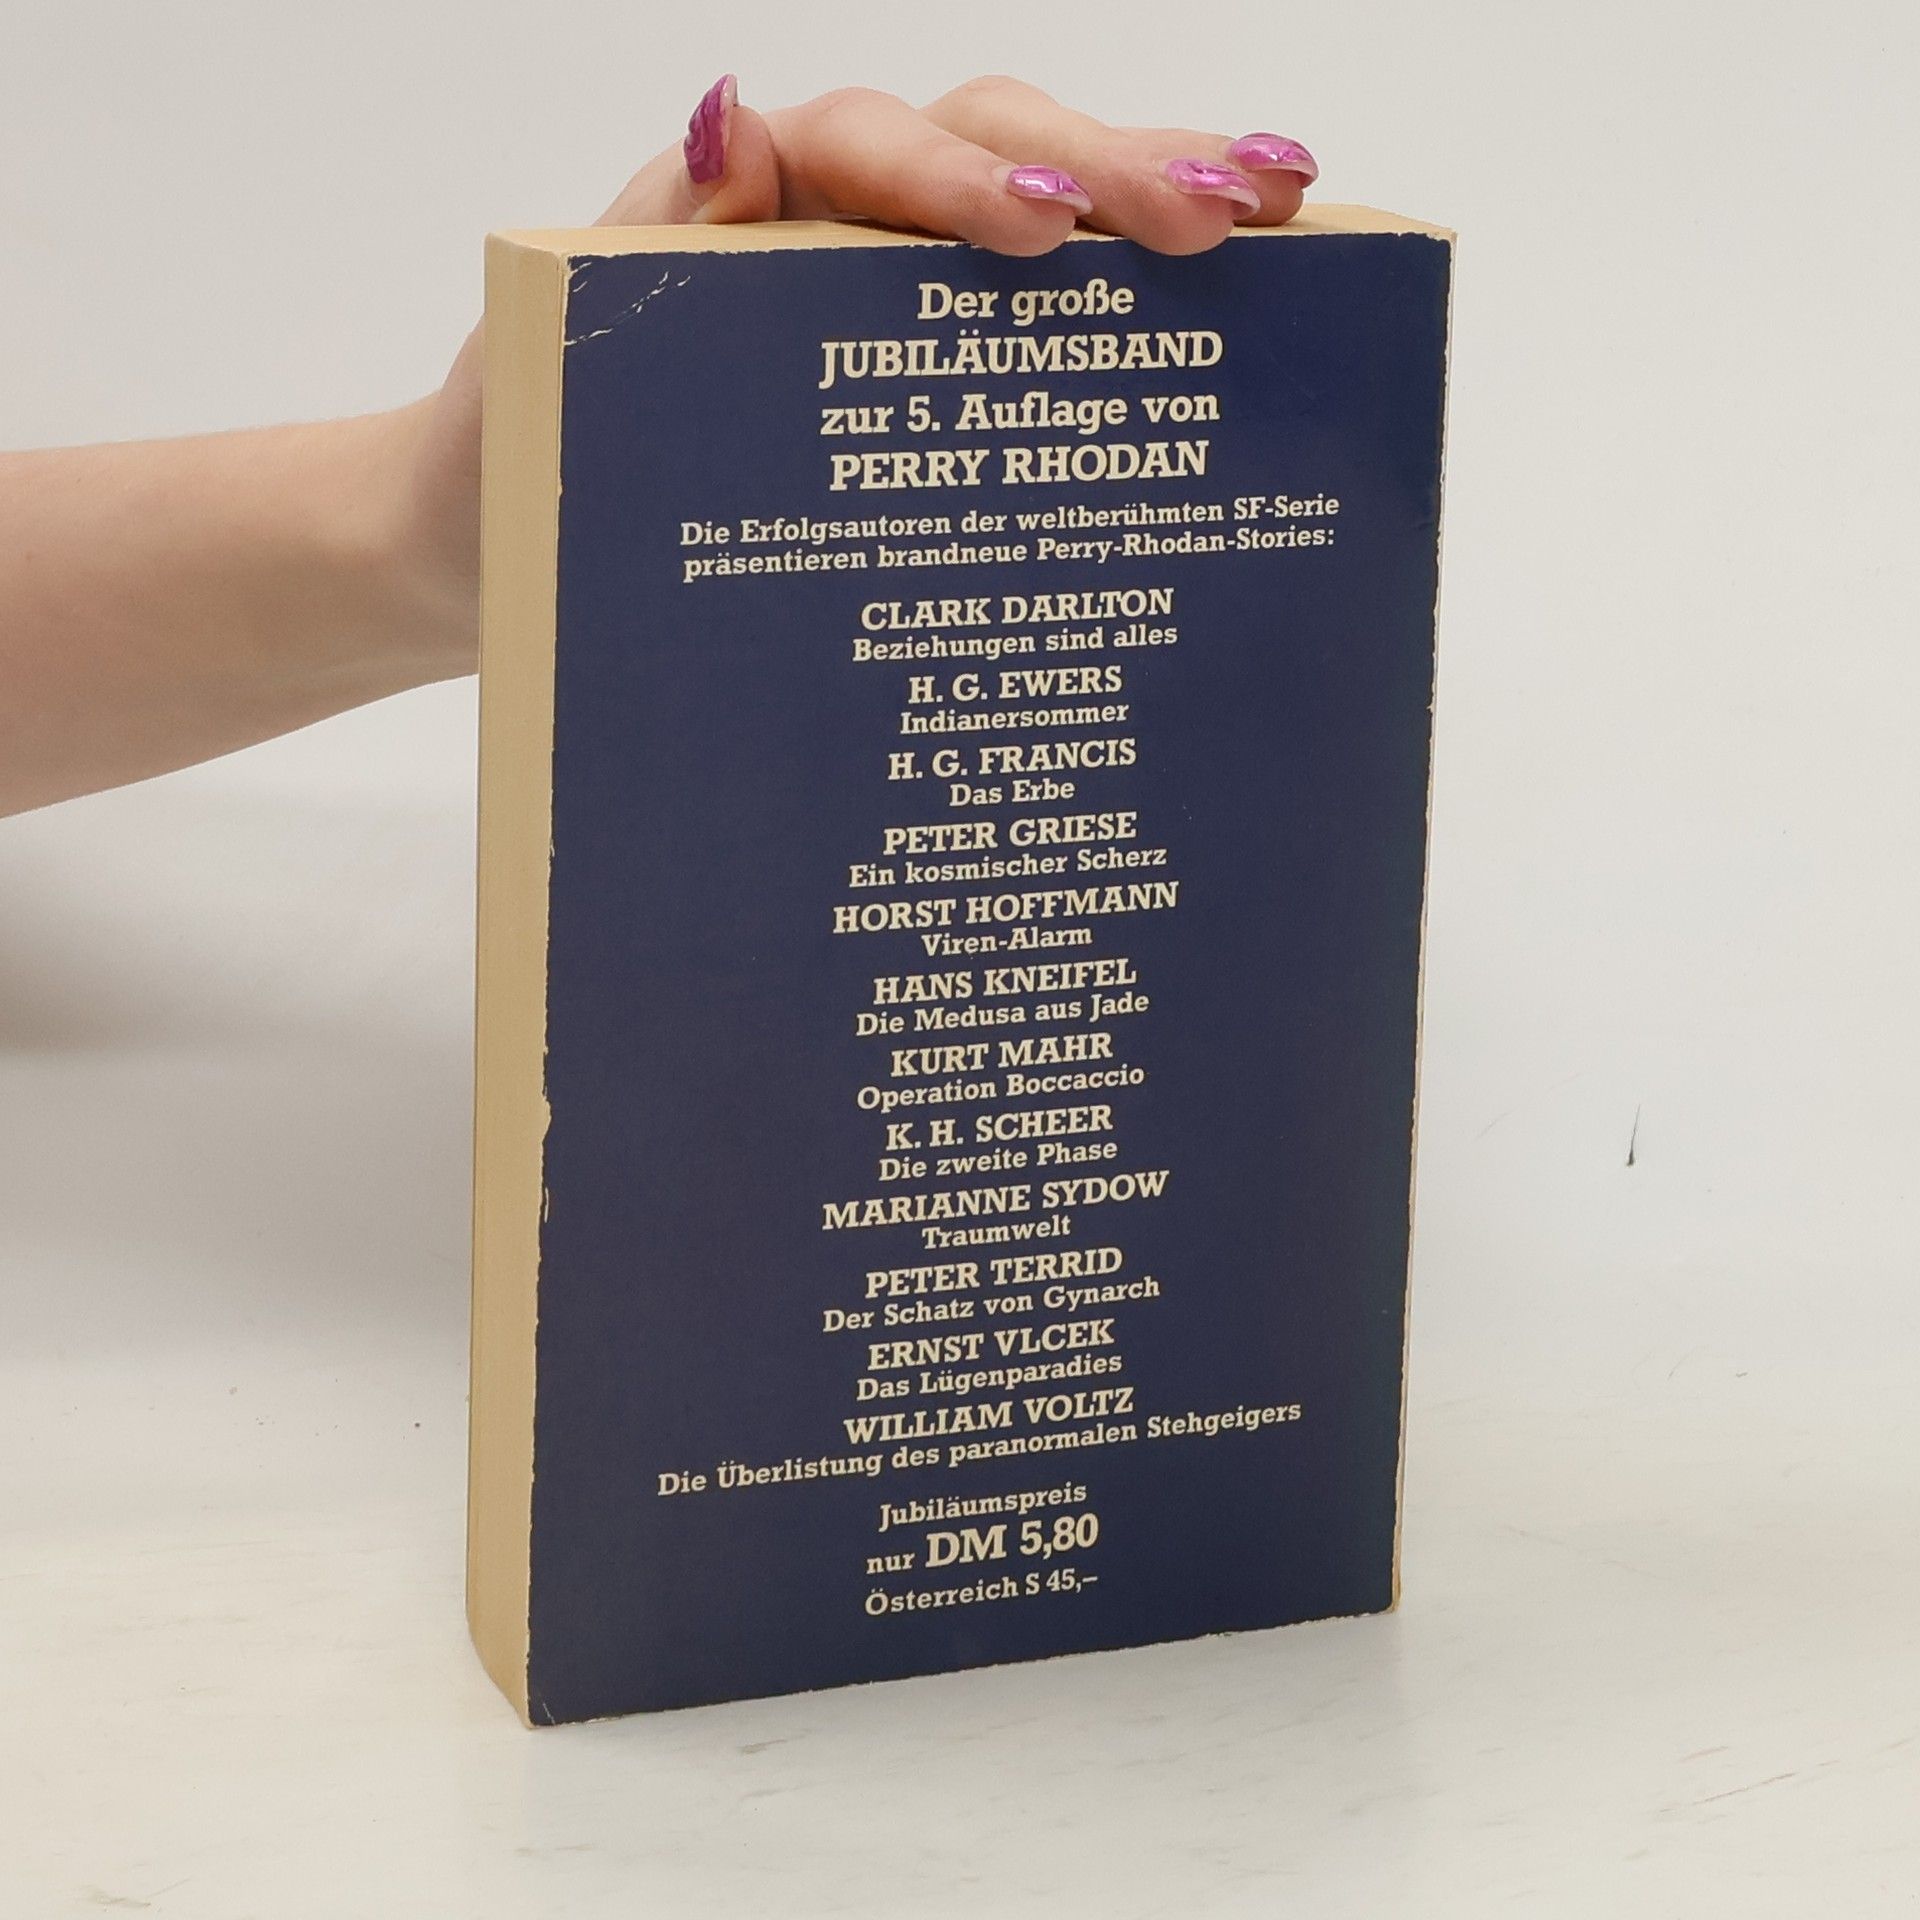 Der große
JUBILÄUMSBAND
zur 5. Auflage von
PERRY RHODAN
Die Erfolgsautoren der weltberühmten SF-Serie
präsentieren brandneue Perry-Rhodan-Stories:
CLARK DARLTON
Beziehungen sind alles
H. G. EWERS
Indianersommer
H. G. FRANCIS
Das Erbe
PETER GRIESE
Ein kosmischer Scherz
HORST HOFFMANN
Viren-Alarm
HANS KNEIFEL
Die Medusa aus Jade
KURT MAHR
Operation Boccaccio
K. H. SCHEER
Die zweite Phase
MARIANNE SYDOW
Traumwelt
PETER TERRID
Der Schatz von Gynarch
ERNST VLCEK
Das Lügenparadies
WILLIAM VOLTZ
Die Überlistung des paranormalen Stehgeigers
Jubiläumspreis
nur DM 5,80
Österreich S 45,–